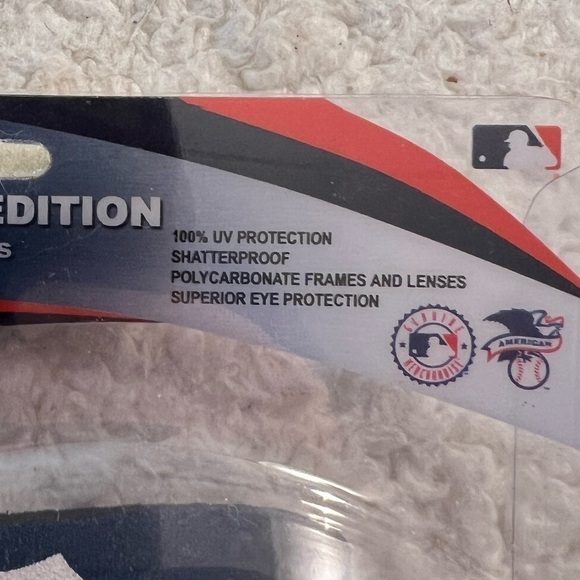 EDITION
S
100% UV PROTECTION
SHATTERPROOF
POLYCARBONATE FRAMES AND LENSES
SUPERIOR EYE PROTECTION
GENUINE
MERCHANDISE
AMERICAN